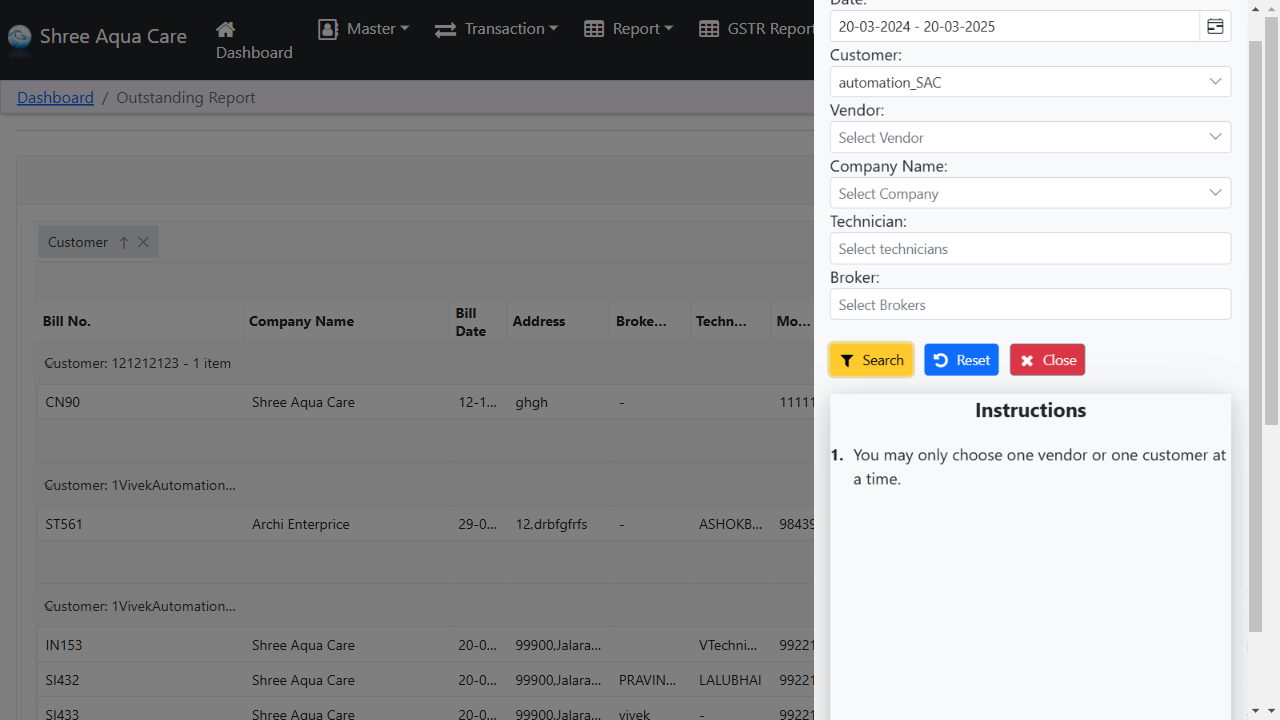 Shree Aqua Care
Dashboard
Master
Transaction
Report
GSTR Report
Dashboard / Outstanding Report
Customer
Bill No.
Company Name
Bill Date
Address
Broke...
Techn...
Mo...
Customer: 121212123 - 1 item
CN90 Shree Aqua Care 12-1... ghgh - 11111
Customer: 1VivekAutomation...
ST561 Archi Enterprice 29-0... 12,drbfgfrfs - ASHOKB... 98439
Customer: 1VivekAutomation...
IN153 Shree Aqua Care 20-0... 99900,Jalara... VTechni... 99221
SI432 Shree Aqua Care 20-0... 99900,Jalara... PRAVIN... LALUBHAI 99221
SI433 Shree Aqua Care 20-0... 99900,Jalara... vivek - 99221
Date:
20-03-2024 - 20-03-2025
Customer:
automation_SAC
Vendor:
Select Vendor
Company Name:
Select Company
Technician:
Select technicians
Broker:
Select Brokers
Search
Reset
Close
Instructions
1. You may only choose one vendor or one customer at
a time.